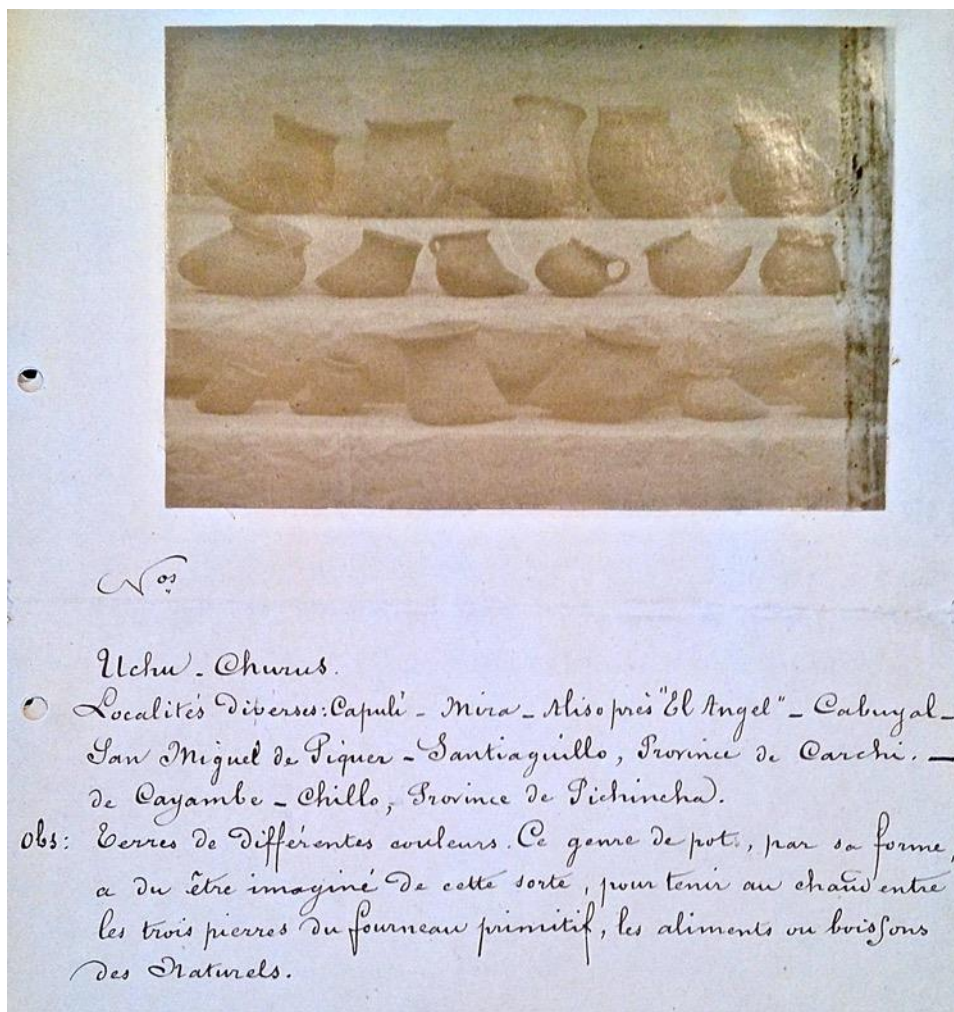 Nos
Uchu - Churus.
Localités diverses: Capulí - Mira - Aliso près "El Angel" - Cabuyal -
San Miguel de Piquer - Santiaguillo, Province de Carchi. —
de Cayambe - Chillo, Province de Pichincha.
Obs: Terres de différentes couleurs. Ce genre de pot, par sa forme,
a du être imaginé de cette sorte, pour tenir au chaud entre
les trois pierres du fourneau primitif, les aliments ou boissons
des Naturels.